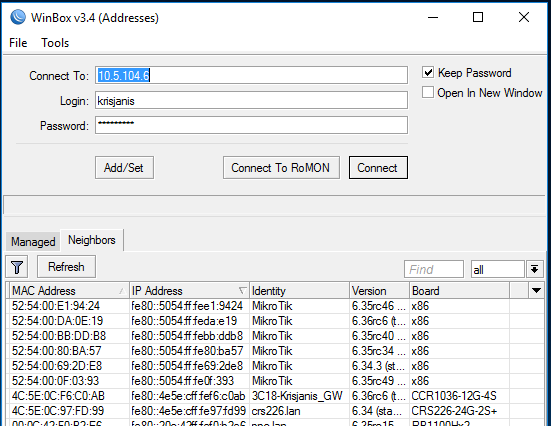 WinBox v3.4 (Addresses)
File Tools
Connect To: 10.5.104.6
Keep Password
Login: krisjanis
Open In New Window
Password: *********
Add/Set Connect To RoMON Connect
Managed Neighbors
Refresh Find all
MAC Address IP Address Identity Version Board
52:54:00:E1:94:24 fe80::5054:ff:fee1:9424 MikroTik 6.35rc46 ... x86
52:54:00:DA:0E:19 fe80::5054:ff:feda:e19 MikroTik 6.36rc6 (t... x86
52:54:00:BB:DD:B8 fe80::5054:ff:febb:ddb8 MikroTik 6.35rc40 ... x86
52:54:00:80:BA:57 fe80::5054:ff:fe80:ba57 MikroTik 6.35rc34 ... x86
52:54:00:69:2D:E8 fe80::5054:ff:fe69:2de8 MikroTik 6.34.3 (st... x86
52:54:00:0F:03:93 fe80::5054:ff:fe0f:393 MikroTik 6.35rc49 ... x86
4C:5E:0C:F6:C0:AB fe80::4e5e:cff:fef6:c0ab 3C18-Krisjanis_GW 6.36rc6 (t... CCR1036-12G-4S
4C:5E:0C:97:FD:99 fe80::4e5e:cff:fe97:fd99 crs226.lan 6.34 (sta... CRS226-24G-2S+